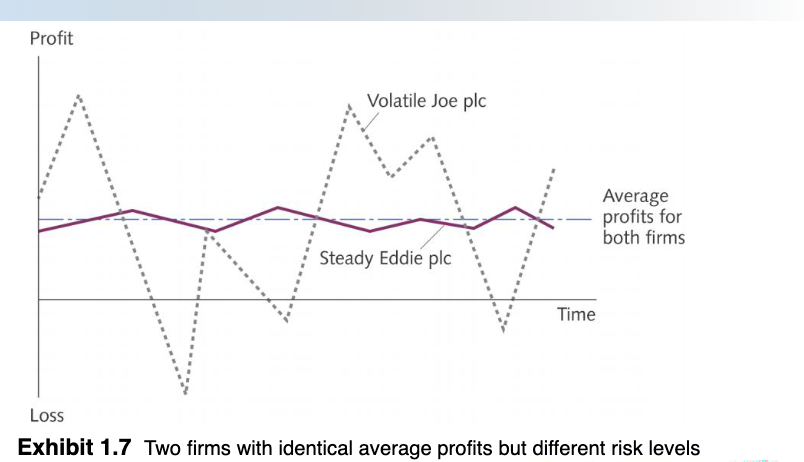 Profit
Volatile Joe plc
Average
profits for
both firms
Steady Eddie plc
Time
Loss
Exhibit 1.7 Two firms with identical average profits but different risk levels